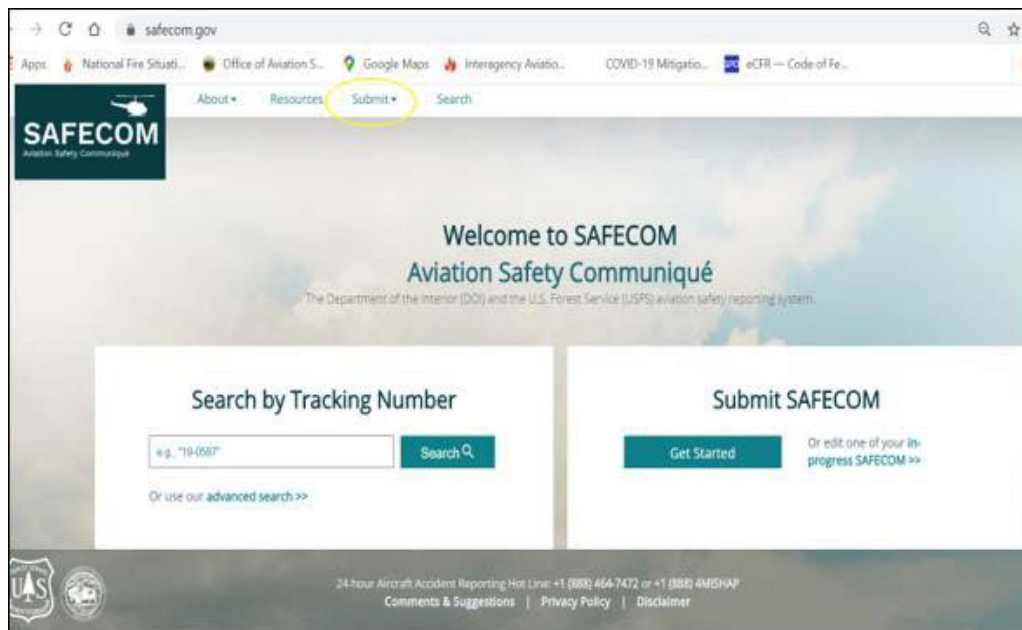 safecom.gov
Apps National Fire Situati... Office of Aviation S... Google Maps Interagency Aviatio... COVID-19 Mitigatio... eCFR — Code of Fe...
About Resources Submit Search
SAFECOM
Aviation Safety Communiqué
Welcome to SAFECOM
Aviation Safety Communiqué
The Department of the Interior (DOI) and the U.S. Forest Service (USFS) aviation safety reporting system.
Search by Tracking Number
e.g., "19-0587"
Search
Or use our advanced search >>
Submit SAFECOM
Get Started
Or edit one of your in-
progress SAFECOM >>
24-hour Aircraft Accident Reporting Hot Line: +1 (888) 464-7472 or +1 (888) 4MISHAP
Comments & Suggestions | Privacy Policy | Disclaimer
UAS